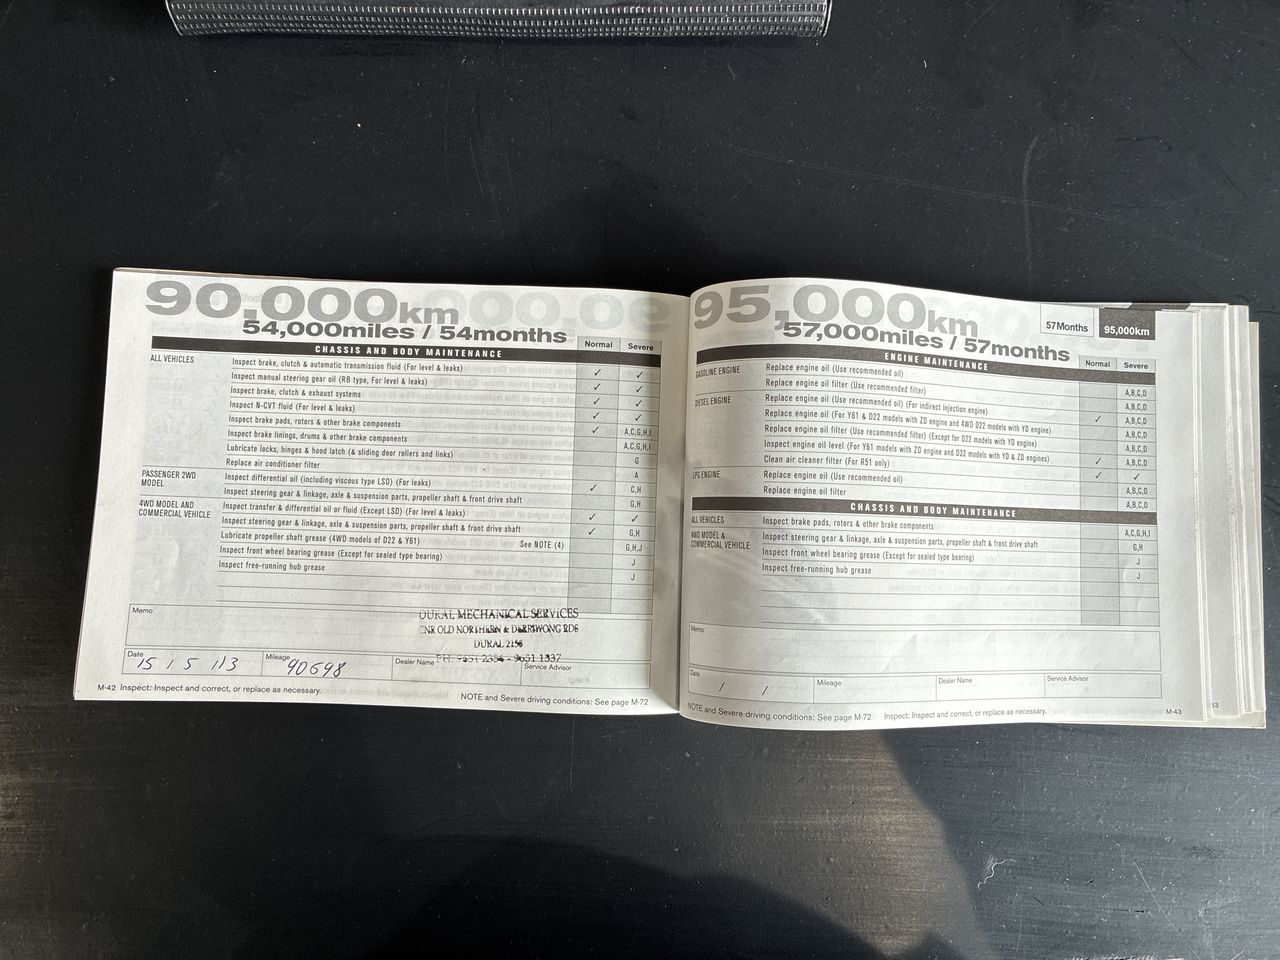 90,000km
54,000miles / 54months
Normal Severe
CHASSIS AND BODY MAINTENANCE
ALL VEHICLES Inspect brake, clutch & automatic transmission fluid (For level & leaks) ✓ ✓
Inspect manual steering gear oil (RB type, For level & leaks) ✓ ✓
Inspect brake, clutch & exhaust systems ✓ ✓
Inspect N-CVT fluid (For level & leaks) ✓ ✓
Inspect brake pads, rotors & other brake components ✓ A,C,G,H,I
Inspect brake linings, drums & other brake components A,C,G,H,I
Lubricate locks, hinges & hood latch (& sliding door rollers and links) G
Replace air conditioner filter A
PASSENGER 2WD MODEL Inspect differential oil (including viscous type LSD) (For leaks) ✓ C,H
Inspect steering gear & linkage, axle & suspension parts, propeller shaft & front drive shaft G,H
4WD MODEL AND COMMERCIAL VEHICLE Inspect transfer & differential oil or fluid (Except LSD) (For level & leaks) ✓ ✓
Inspect steering gear & linkage, axle & suspension parts, propeller shaft & front drive shaft ✓ G,H
Lubricate propeller shaft grease (4WD models of D22 & Y61) See NOTE (4) G,H,J
Inspect front wheel bearing grease (Except for sealed type bearing) J
Inspect free-running hub grease J
Memo
DURAL MECHANICAL SERVICES
CNR OLD NORTHERN & DERRIWONG RDS
DURAL 2158
PH: 9651 2334 - 9651 1337
Date 15 / 5 /13 Mileage 90698 Dealer Name Service Advisor
M-42 Inspect: Inspect and correct, or replace as necessary. NOTE and Severe driving conditions: See page M-72
95,000km
57,000miles / 57months
57Months 95,000km
Normal Severe
ENGINE MAINTENANCE
GASOLINE ENGINE Replace engine oil (Use recommended oil) A,B,C,D
Replace engine oil filter (Use recommended filter) A,B,C,D
DIESEL ENGINE Replace engine oil (Use recommended oil) (For indirect injection engine) A,B,C,D
Replace engine oil (For Y61 & D22 models with ZD engine and 4WD D22 models with YD engine) ✓ A,B,C,D
Replace engine oil filter (Use recommended filter) (Except for D22 models with YD engine) A,B,C,D
Inspect engine oil level (For Y61 models with ZD engine and D22 models with YD & ZD engines) ✓ A,B,C,D
Clean air cleaner filter (For R51 only) ✓ ✓
LPG ENGINE Replace engine oil (Use recommended oil) A,B,C,D
Replace engine oil filter A,B,C,D
CHASSIS AND BODY MAINTENANCE
ALL VEHICLES Inspect brake pads, rotors & other brake components A,C,G,H,I
4WD MODEL & COMMERCIAL VEHICLE Inspect steering gear & linkage, axle & suspension parts, propeller shaft & front drive shaft G,H
Inspect front wheel bearing grease (Except for sealed type bearing) J
Inspect free-running hub grease J
Memo
Date / / Mileage Dealer Name Service Advisor
NOTE and Severe driving conditions: See page M-72 Inspect: Inspect and correct, or replace as necessary. M-43
53